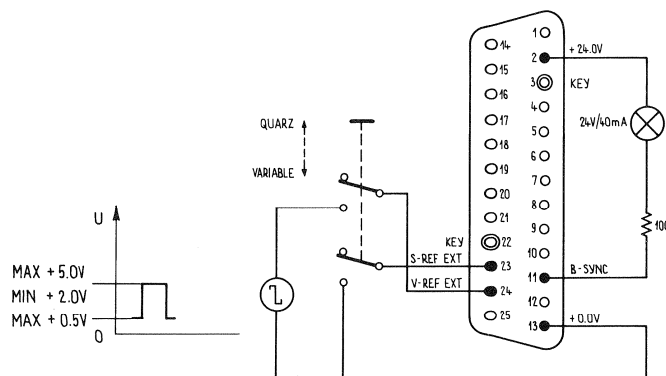 QUARZ
VARIABLE
U
MAX + 5.0V
MIN + 2.0V
MAX + 0.5V
0
14
15
16
17
18
19
20
21
KEY 22
S-REF EXT 23
V-REF EXT 24
25
1
2 + 24.0V
3 KEY
4
5
6
7
8
9
10
11 B-SYNC
12
13 + 0.0V
24V/40mA